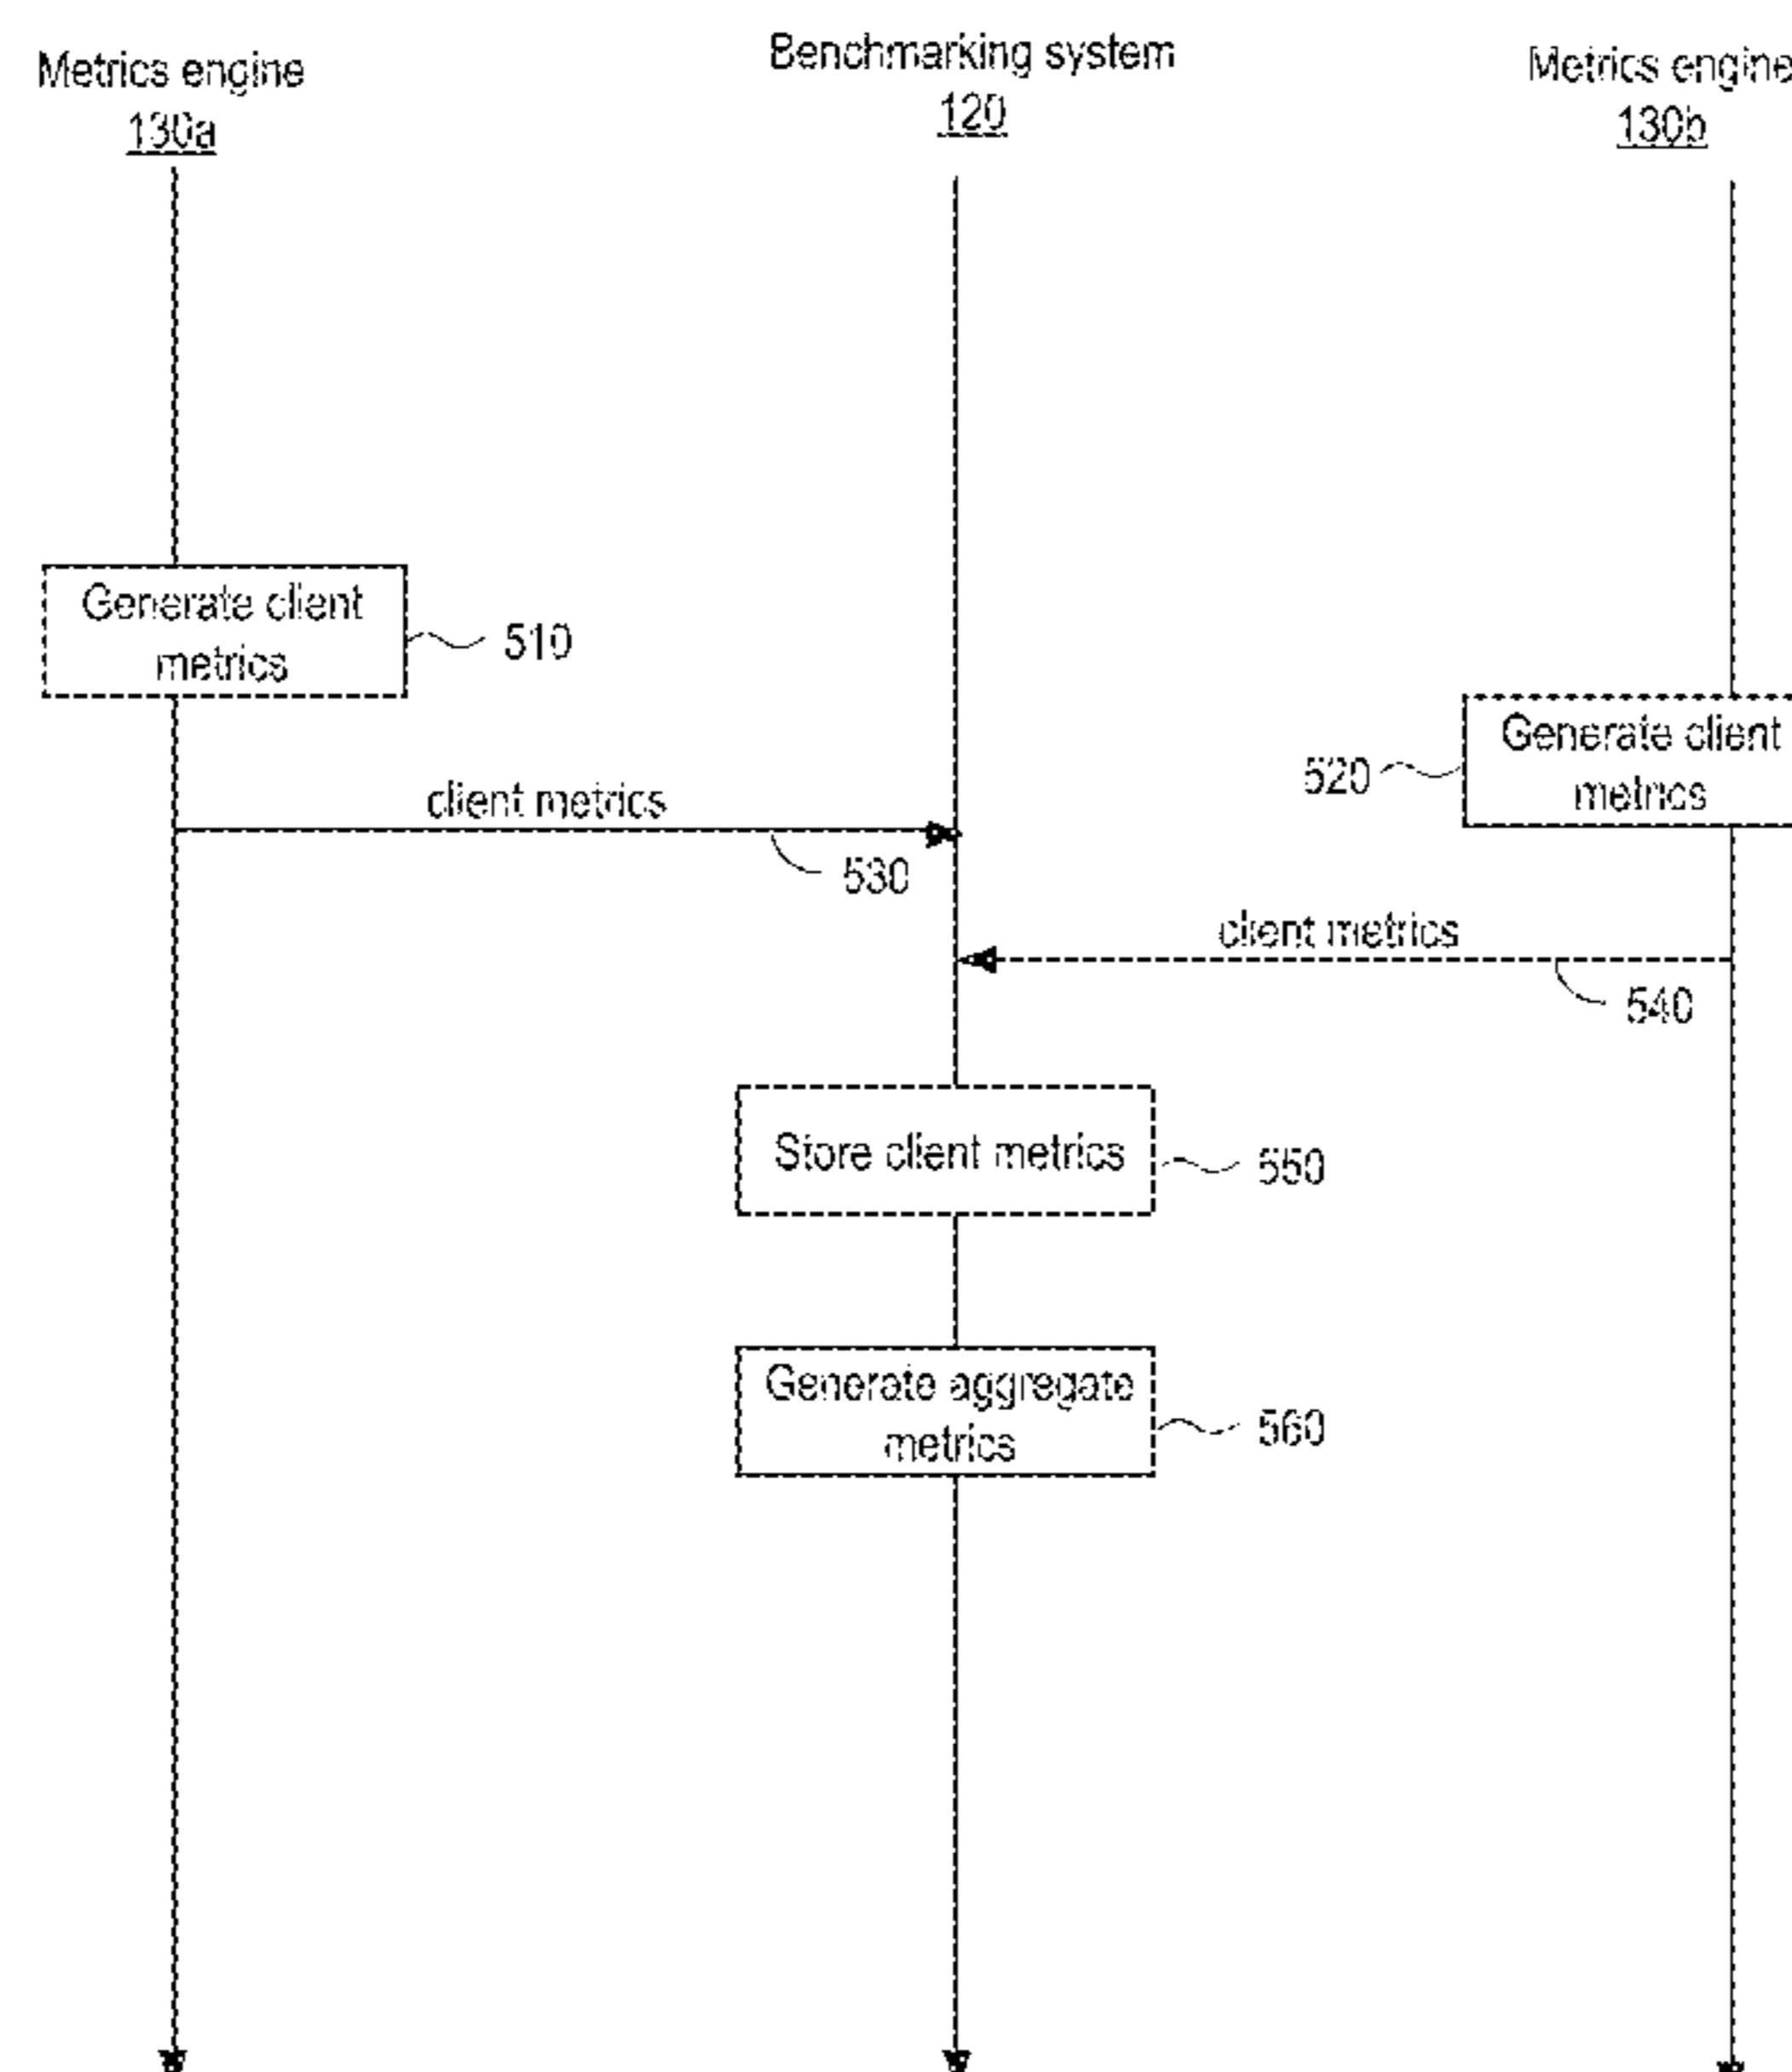 Metrics engine
130a
Benchmarking system
120
Metrics engine
130b
Generate client
metrics
510
Generate client
metrics
520
client metrics
530
client metrics
540
Store client metrics
550
Generate aggregate
metrics
560